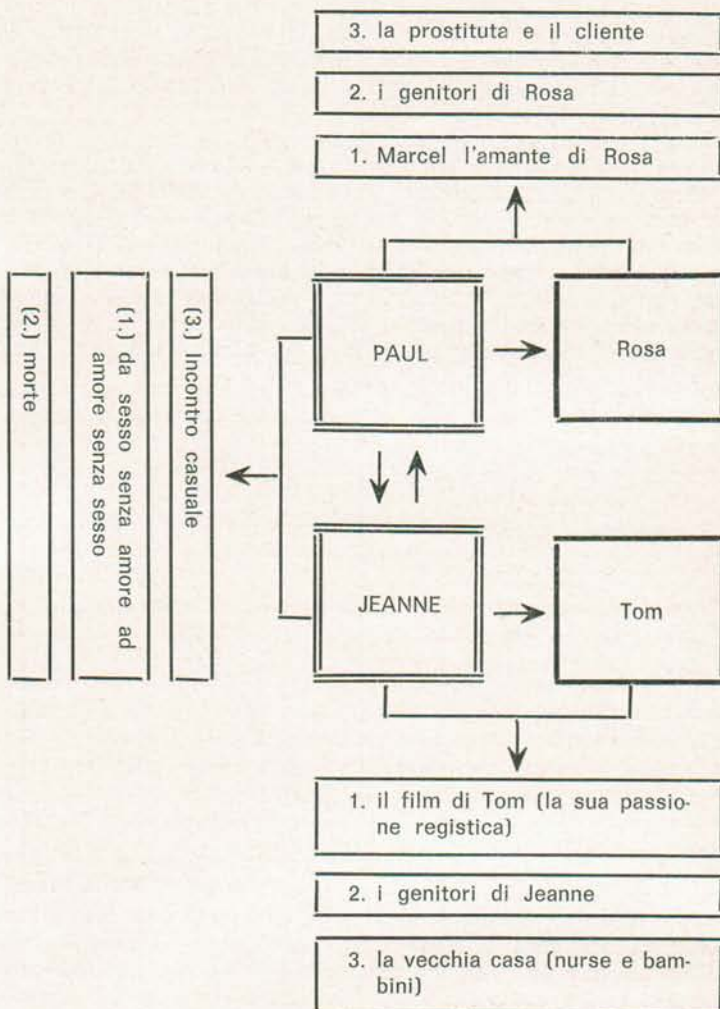 3. la prostituta e il cliente
2. i genitori di Rosa
1. Marcel l'amante di Rosa
(2.) morte
(1.) da sesso senza amore ad
amore senza sesso
(3.) Incontro casuale
PAUL
Rosa
JEANNE
Tom
1. il film di Tom (la sua passio-
ne registica)
2. i genitori di Jeanne
3. la vecchia casa (nurse e bam-
bini)